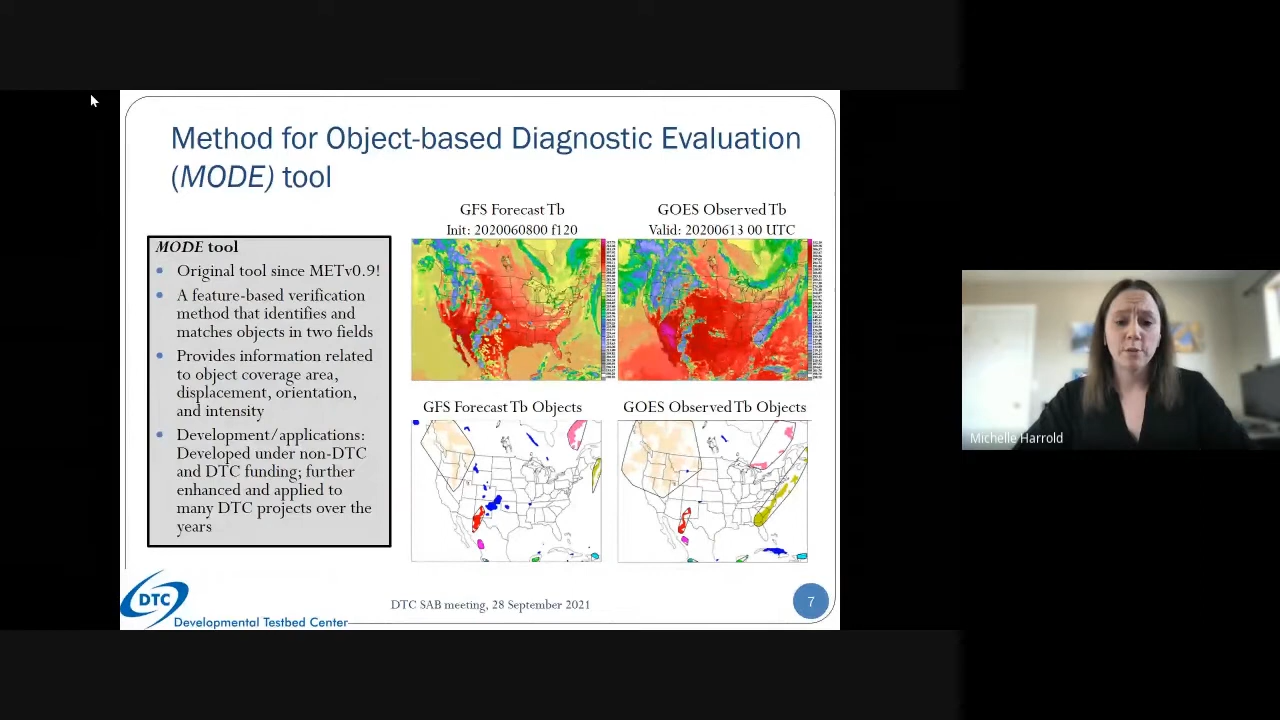 Method for Object-based Diagnostic Evaluation
(MODE) tool
GFS Forecast Tb
Init: 2020060800 f120
GOES Observed Tb
Valid: 20200613 00 UTC
MODE tool
Original tool since METv0.9!
A feature-based verification
method that identifies and
matches objects in two fields
Provides information related
to object coverage area,
displacement, orientation,
and intensity
Development/applications:
Developed under non-DTC
and DTC funding; further
enhanced and applied to
many DTC projects over the
years
GFS Forecast Tb Objects
GOES Observed Tb Objects
Michelle Harrold
DTC
Developmental Testbed Center
DTC SAB meeting, 28 September 2021
7